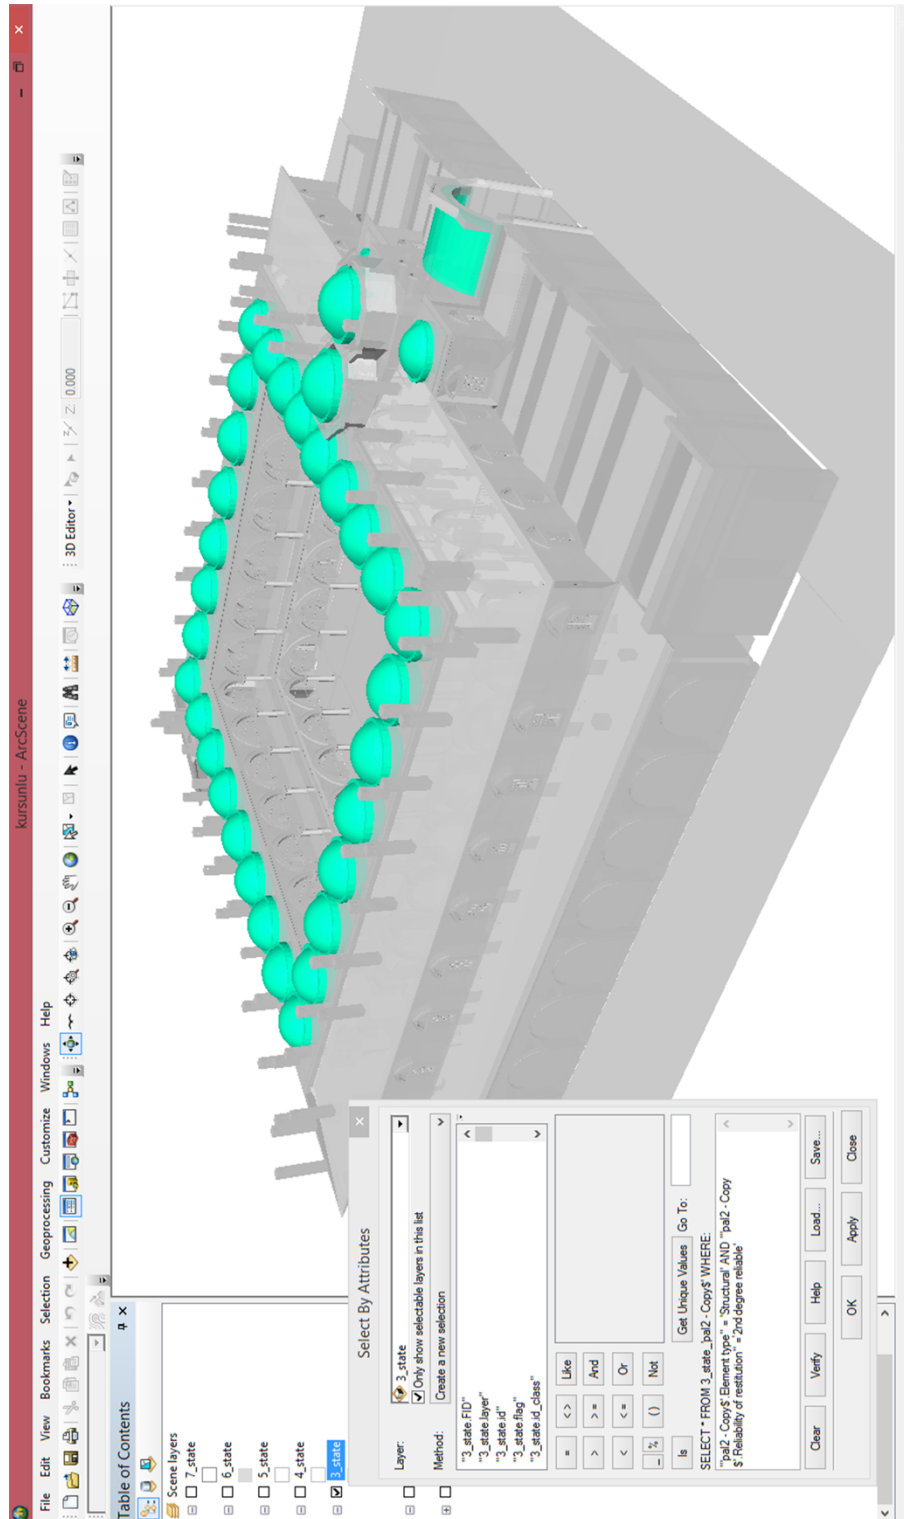 kursunlu - ArcScene
File Edit View Bookmarks Selection Geoprocessing Customize Windows Help
3D Editor
Z: 0.000
Table of Contents
Scene layers
7_state
6_state
5_state
4_state
3_state
Select By Attributes
Layer:
3_state
Only show selectable layers in this list
Method:
Create a new selection
"3_state.FID"
"3_state.layer"
"3_state.id"
"3_state.flag"
"3_state.id_class"
= < > Like
> > = And
< < = Or
_ % () Not
Is
Get Unique Values
Go To:
SELECT * FROM 3_state_'pal2 - Copy$' WHERE:
"'pal2 - Copy$'.Element type" = 'Structural' AND "'pal2 - Copy
$'.Reliability of restitution" = '2nd degree reliable'
Clear Verify Help Load... Save...
OK Apply Close